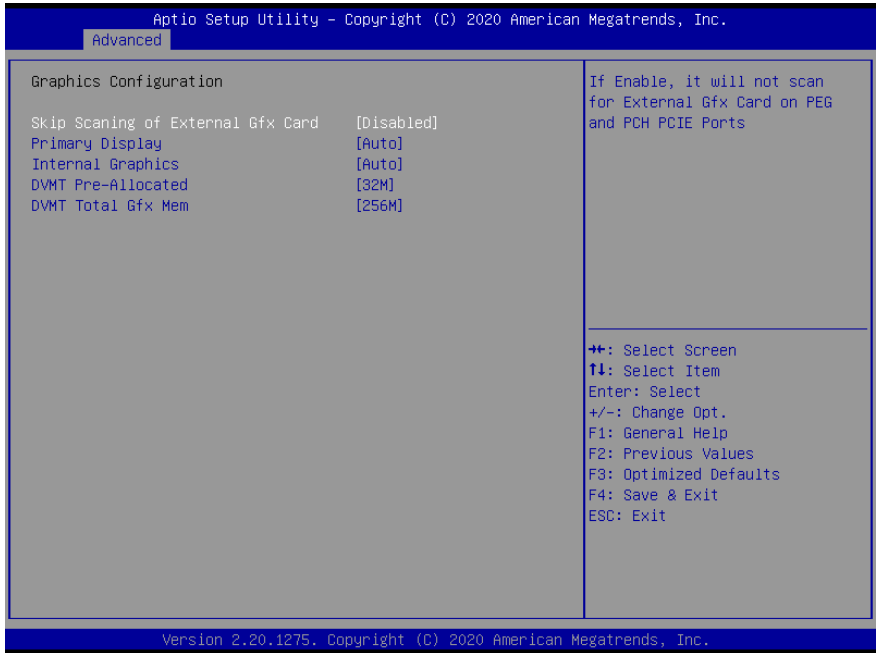 Aptio Setup Utility – Copyright (C) 2020 American Megatrends, Inc.
Advanced
Graphics Configuration
Skip Scaning of External Gfx Card [Disabled]
Primary Display [Auto]
Internal Graphics [Auto]
DVMT Pre-Allocated [32M]
DVMT Total Gfx Mem [256M]
If Enable, it will not scan
for External Gfx Card on PEG
and PCH PCIE Ports
→←: Select Screen
↑↓: Select Item
Enter: Select
+/-: Change Opt.
F1: General Help
F2: Previous Values
F3: Optimized Defaults
F4: Save & Exit
ESC: Exit
Version 2.20.1275. Copyright (C) 2020 American Megatrends, Inc.